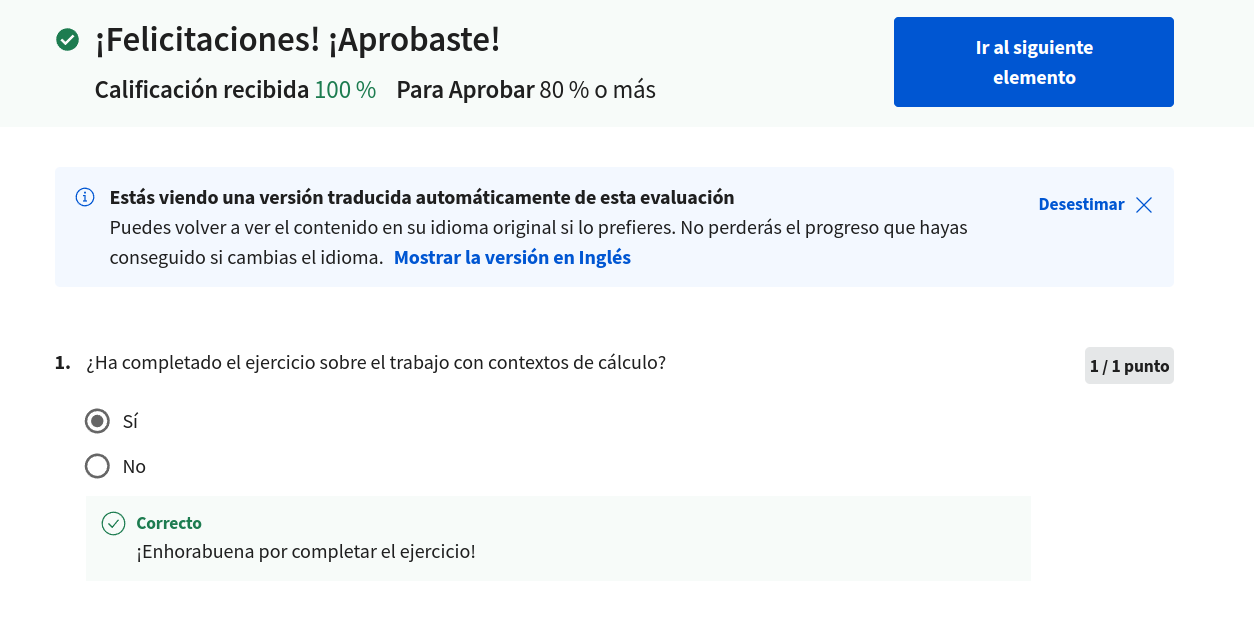 ¡Felicitaciones! ¡Aprobaste!
Calificación recibida 100 % Para Aprobar 80 % o más
Ir al siguiente
elemento
Estás viendo una versión traducida automáticamente de esta evaluación
Desestimar
Puedes volver a ver el contenido en su idioma original si lo prefieres. No perderás el progreso que hayas
conseguido si cambias el idioma. Mostrar la versión en Inglés
1. ¿Ha completado el ejercicio sobre el trabajo con contextos de cálculo?
1 / 1 punto
Sí
No
Correcto
¡Enhorabuena por completar el ejercicio!